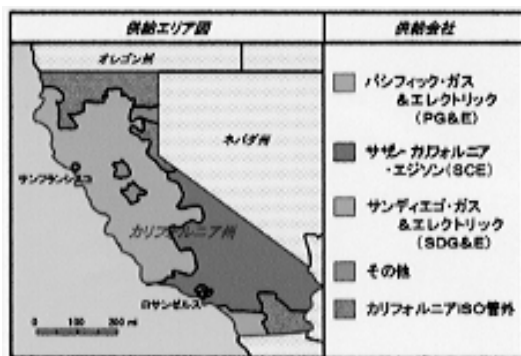 供給エリア図
供給会社
オレゴン州
ネバダ州
サンフランシスコ
カリフォルニア州
ロサンゼルス
0 100 200 mi
パシフィック・ガス
&エレクトリック
(PG&E)
サザンカリフォルニア
・エジソン(SCE)
サンディエゴ・ガス
&エレクトリック
(SDG&E)
その他
カリフォルニアISO管外